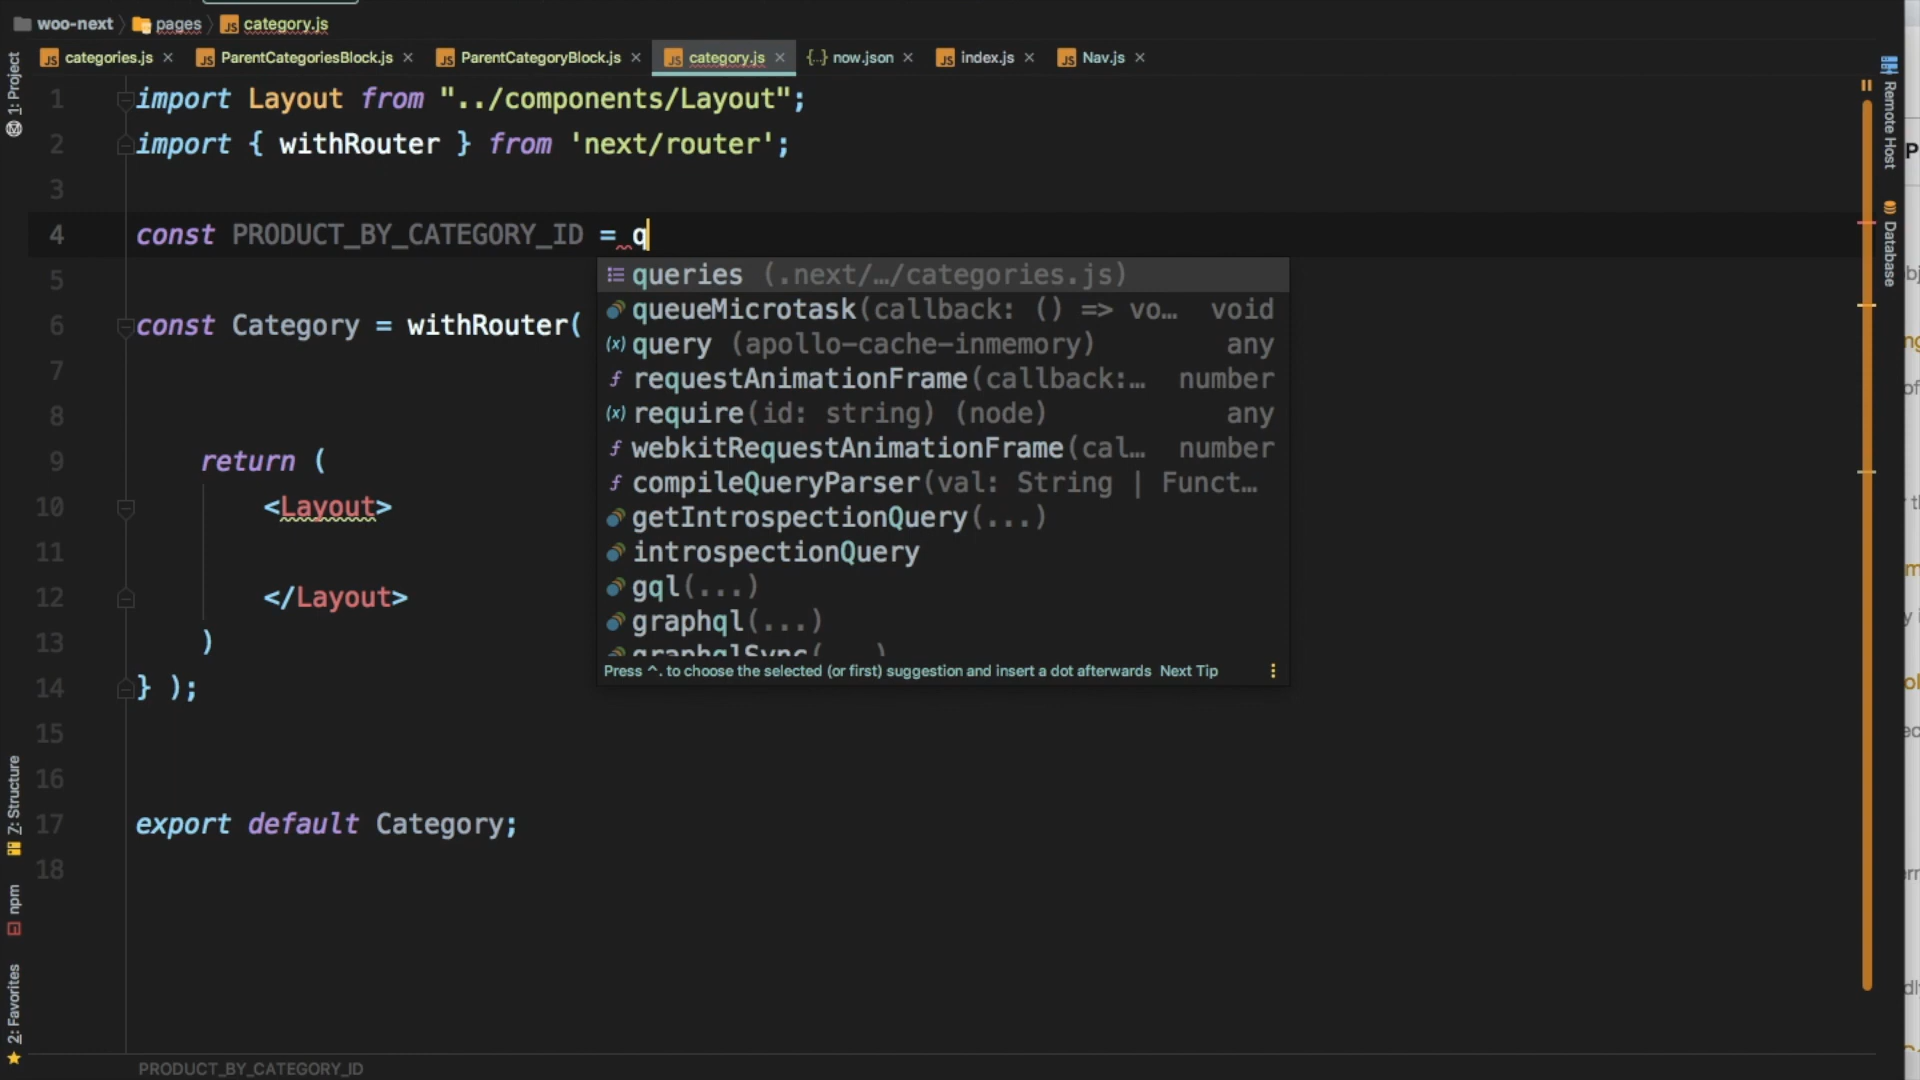 woo-next pages category.js
categories.js ParentCategoriesBlock.js ParentCategoryBlock.js category.js now.json index.js Nav.js
1: Project
Remote Host
Database
Z: Structure
npm
2: Favorites
1 import Layout from "../components/Layout";
2 import { withRouter } from 'next/router';
3
4 const PRODUCT_BY_CATEGORY_ID = q
5
6 const Category = withRouter(
7
8
9 return (
10 <Layout>
11
12 </Layout>
13 )
14 } );
15
16
17 export default Category;
18
queries (.next/…/categories.js)
queueMicrotask(callback: () => vo… void
query (apollo-cache-inmemory) any
requestAnimationFrame(callback:… number
require(id: string) (node) any
webkitRequestAnimationFrame(cal… number
compileQueryParser(val: String | Funct…
getIntrospectionQuery(...)
introspectionQuery
gql(...)
graphql(...)
graphqlSync(...)
Press ^. to choose the selected (or first) suggestion and insert a dot afterwards Next Tip
PRODUCT_BY_CATEGORY_ID